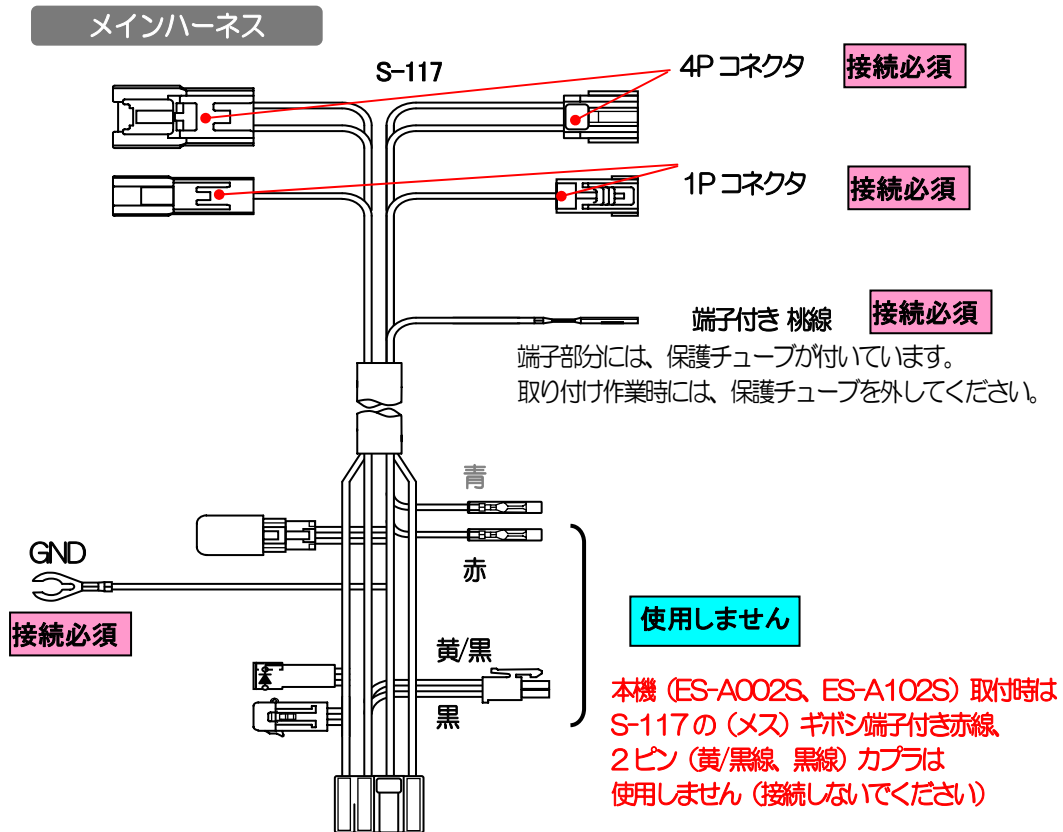 メインハーネス
S-117
4P コネクタ
接続必須
1P コネクタ
接続必須
端子付き 桃線
接続必須
端子部分には、保護チューブが付いています。
取り付け作業時には、保護チューブを外してください。
青
赤
GND
接続必須
黄/黒
黒
使用しません
本機（ES-A002S、ES-A102S）取付時は
S-117の（メス）ギボシ端子付き赤線、
2ピン（黄/黒線、黒線）カプラは
使用しません（接続しないでください）